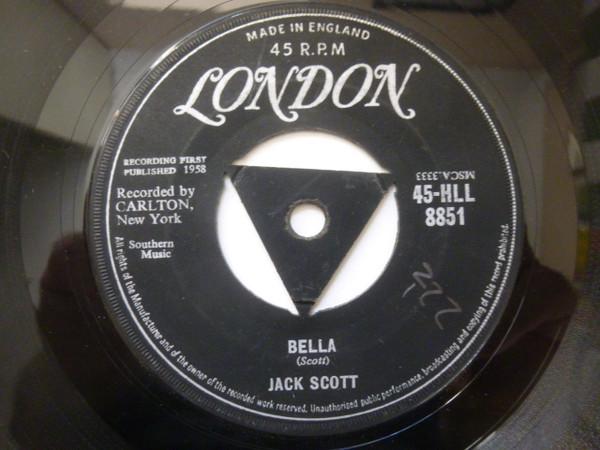 MADE IN ENGLAND
45 R.P.M
LONDON
RECORDING FIRST
PUBLISHED 1958
Recorded by
CARLTON,
New York
Southern
Music
MSCA.3333
45-HLL
8851
222
BELLA
(Scott)
JACK SCOTT
All rights of the Manufacturer and of the owner of the recorded work reserved. Unauthorised public performance, broadcasting and copying of this record prohibited.